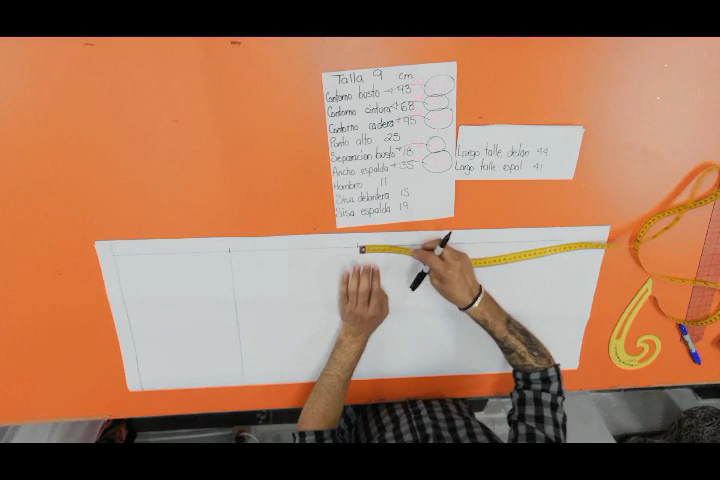 Talla 9 cm
Contorno busto → 93
Contorno cintura → 68
Contorno cadera → 95
Punto alto 25
Separacion busto → 18
Ancho espalda → 35
Hombro 11
Sisa delantera 15
Sisa espalda 19
Largo talle delan 44
Largo talle espal 41